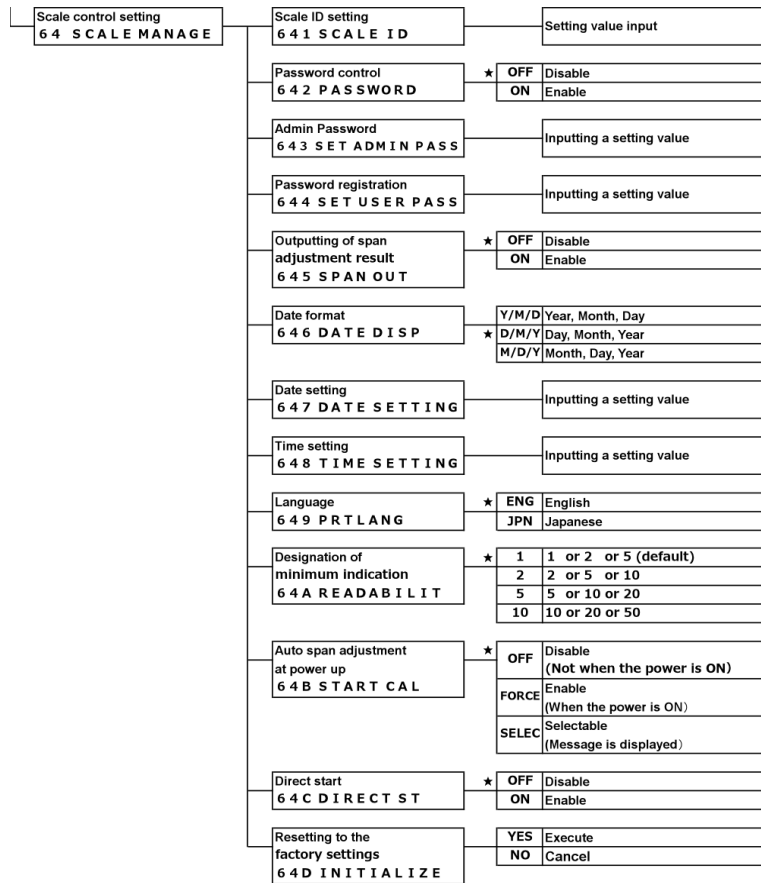 Scale control setting
64 SCALE MANAGE
Scale ID setting
641 SCALE ID
Setting value input
Password control
642 PASSWORD
★ OFF Disable
ON Enable
Admin Password
643 SET ADMIN PASS
Inputting a setting value
Password registration
644 SET USER PASS
Inputting a setting value
Outputting of span
adjustment result
645 SPAN OUT
★ OFF Disable
ON Enable
Date format
646 DATE DISP
Y/M/D Year, Month, Day
★ D/M/Y Day, Month, Year
M/D/Y Month, Day, Year
Date setting
647 DATE SETTING
Inputting a setting value
Time setting
648 TIME SETTING
Inputting a setting value
Language
649 PRTLANG
★ ENG English
JPN Japanese
Designation of
minimum indication
64A READABILIT
★ 1 1 or 2 or 5 (default)
2 2 or 5 or 10
5 5 or 10 or 20
10 10 or 20 or 50
Auto span adjustment
at power up
64B START CAL
★ OFF Disable
(Not when the power is ON)
FORCE Enable
(When the power is ON)
SELEC Selectable
(Message is displayed)
Direct start
64C DIRECT ST
★ OFF Disable
ON Enable
Resetting to the
factory settings
64D INITIALIZE
YES Execute
NO Cancel